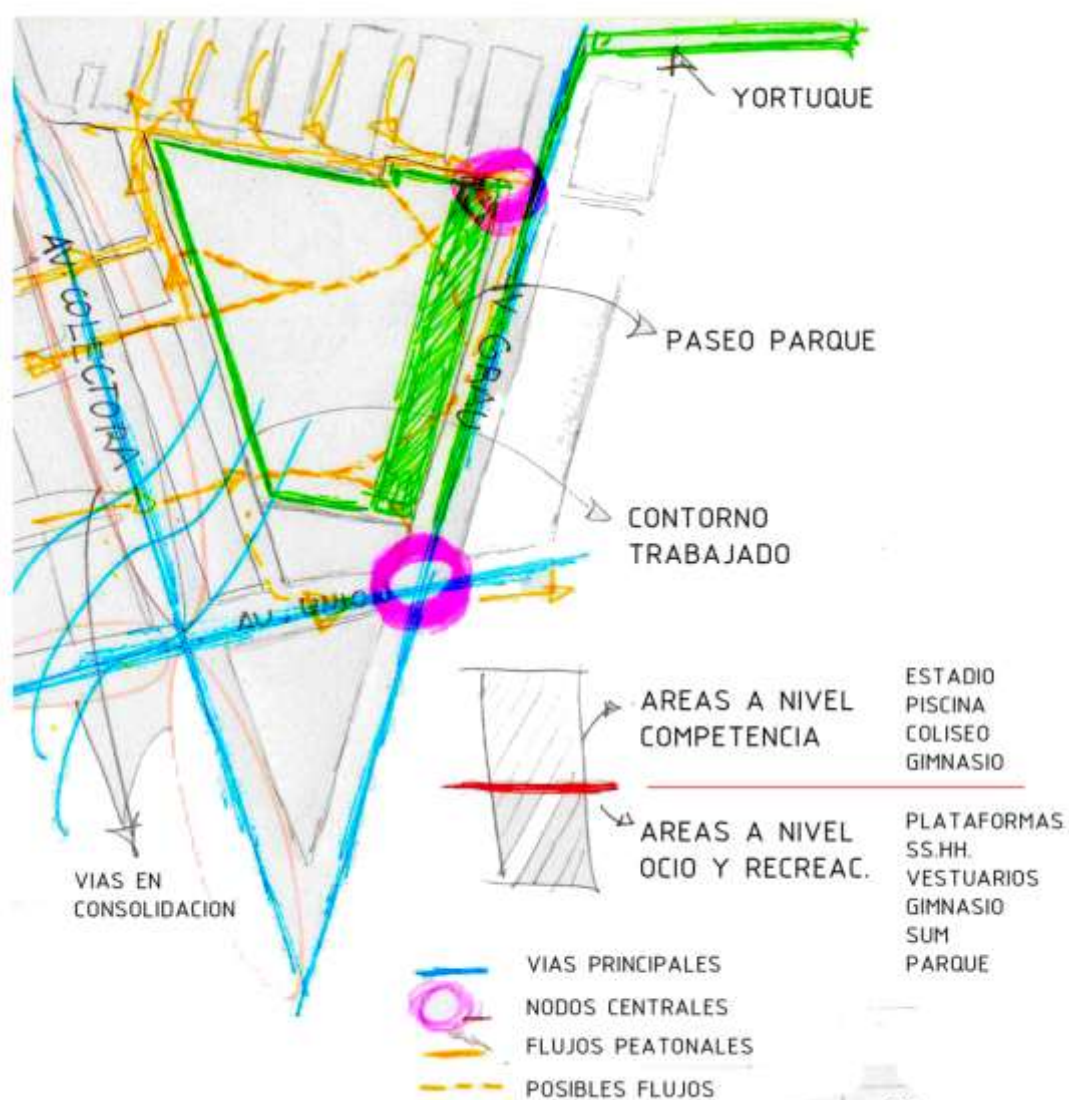 YORTUQUE
AV COLECTORA
AV GRAU
PASEO PARQUE
CONTORNO
TRABAJADO
AV. UNION
AREAS A NIVEL
COMPETENCIA
ESTADIO
PISCINA
COLISEO
GIMNASIO
AREAS A NIVEL
OCIO Y RECREAC.
PLATAFORMAS
SS.HH.
VESTUARIOS
GIMNASIO
SUM
PARQUE
VIAS EN
CONSOLIDACION
VIAS PRINCIPALES
NODOS CENTRALES
FLUJOS PEATONALES
POSIBLES FLUJOS